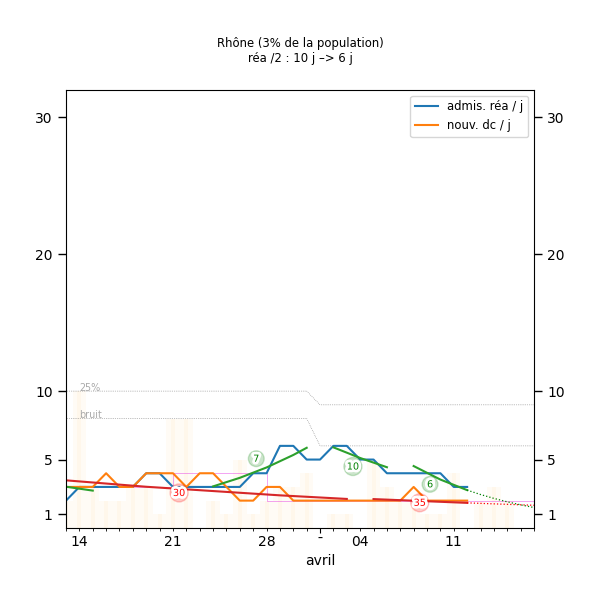 Rhône (3% de la population)
réa /2 : 10 j –> 6 j
admis. réa / j
nouv. dc / j
30 30
20 20
25%
10 10
bruit
7
5 10 5
6
30
35
1 1
14 21 28 - 04 11
avril